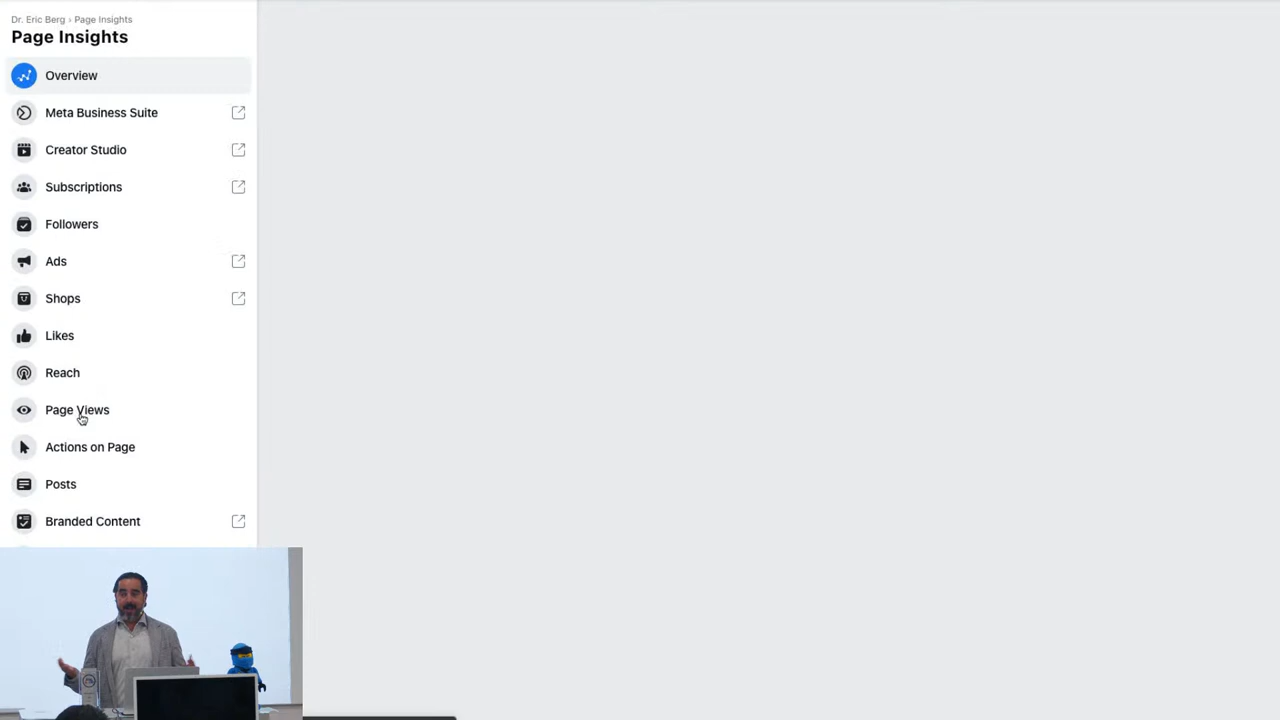 Dr. Eric Berg › Page Insights
Page Insights
Overview
Meta Business Suite
Creator Studio
Subscriptions
Followers
Ads
Shops
Likes
Reach
Page Views
Actions on Page
Posts
Branded Content